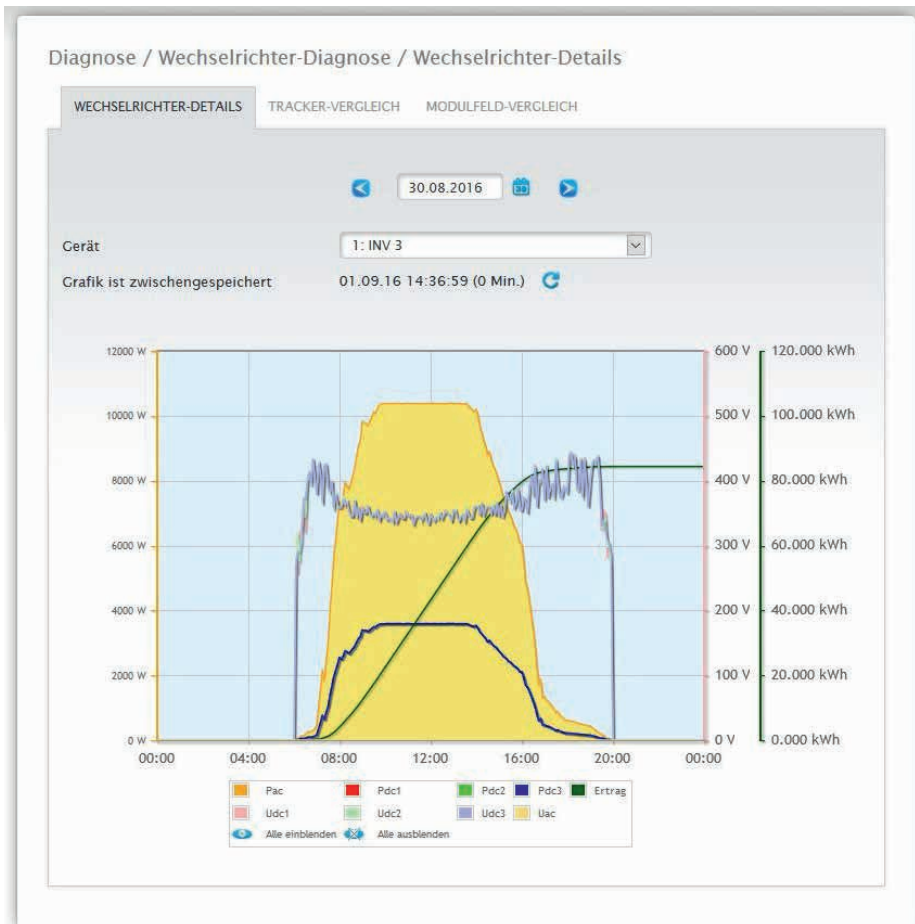 Diagnose / Wechselrichter-Diagnose / Wechselrichter-Details
WECHSELRICHTER-DETAILS TRACKER-VERGLEICH MODULFELD-VERGLEICH
30.08.2016 30
Gerät 1: INV 3
Grafik ist zwischengespeichert 01.09.16 14:36:59 (0 Min.)
12000 W 600 V 120.000 kWh
10000 W 500 V 100.000 kWh
8000 W 400 V 80.000 kWh
6000 W 300 V 60.000 kWh
4000 W 200 V 40.000 kWh
2000 W 100 V 20.000 kWh
0 W 0 V 0.000 kWh
00:00 04:00 08:00 12:00 16:00 20:00 00:00
Pac Pdc1 Pdc2 Pdc3 Ertrag
Udc1 Udc2 Udc3 Uac
Alle einblenden Alle ausblenden